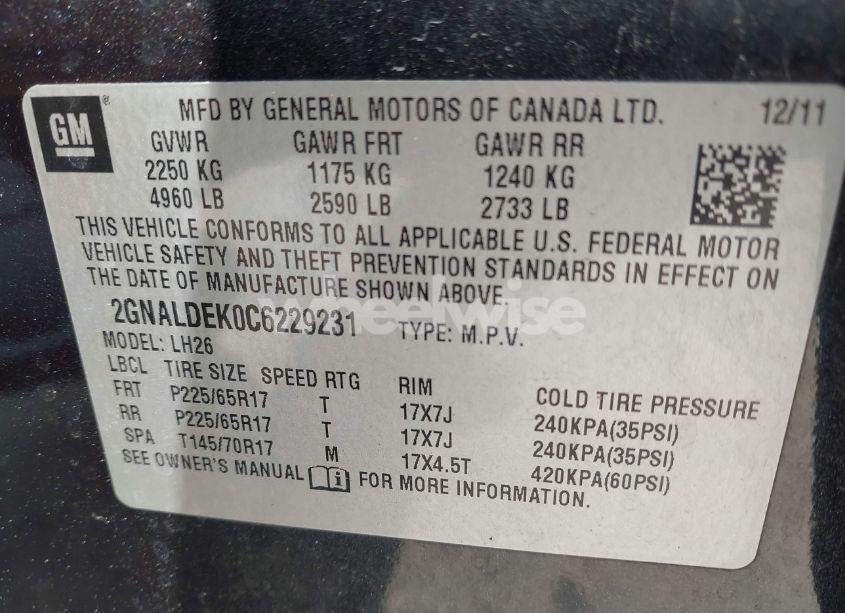 GM ® MFD BY GENERAL MOTORS OF CANADA LTD. 12/11
GVWR GAWR FRT GAWR RR
2250 KG 1175 KG 1240 KG
4960 LB 2590 LB 2733 LB
THIS VEHICLE CONFORMS TO ALL APPLICABLE U.S. FEDERAL MOTOR
VEHICLE SAFETY AND THEFT PREVENTION STANDARDS IN EFFECT ON
THE DATE OF MANUFACTURE SHOWN ABOVE.
wheelwise
2GNALDEK0C6229231 TYPE: M.P.V.
MODEL: LH26
LBCL TIRE SIZE SPEED RTG RIM COLD TIRE PRESSURE
FRT P225/65R17 T 17X7J 240KPA(35PSI)
RR P225/65R17 T 17X7J 240KPA(35PSI)
SPA T145/70R17 M 17X4.5T 420KPA(60PSI)
SEE OWNER'S MANUAL i FOR MORE INFORMATION.